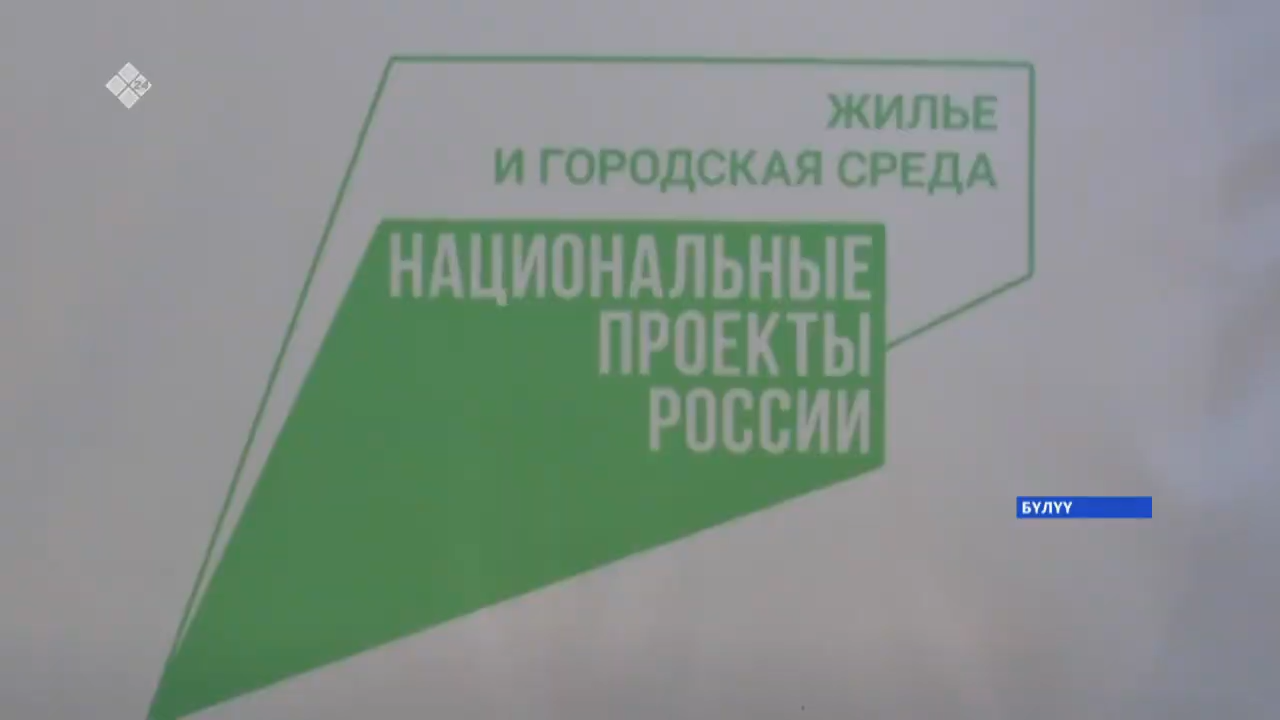 ЖИЛЬЕ
И ГОРОДСКАЯ СРЕДА
НАЦИОНАЛЬНЫЕ
ПРОЕКТЫ
РОССИИ
БҮЛҮҮ